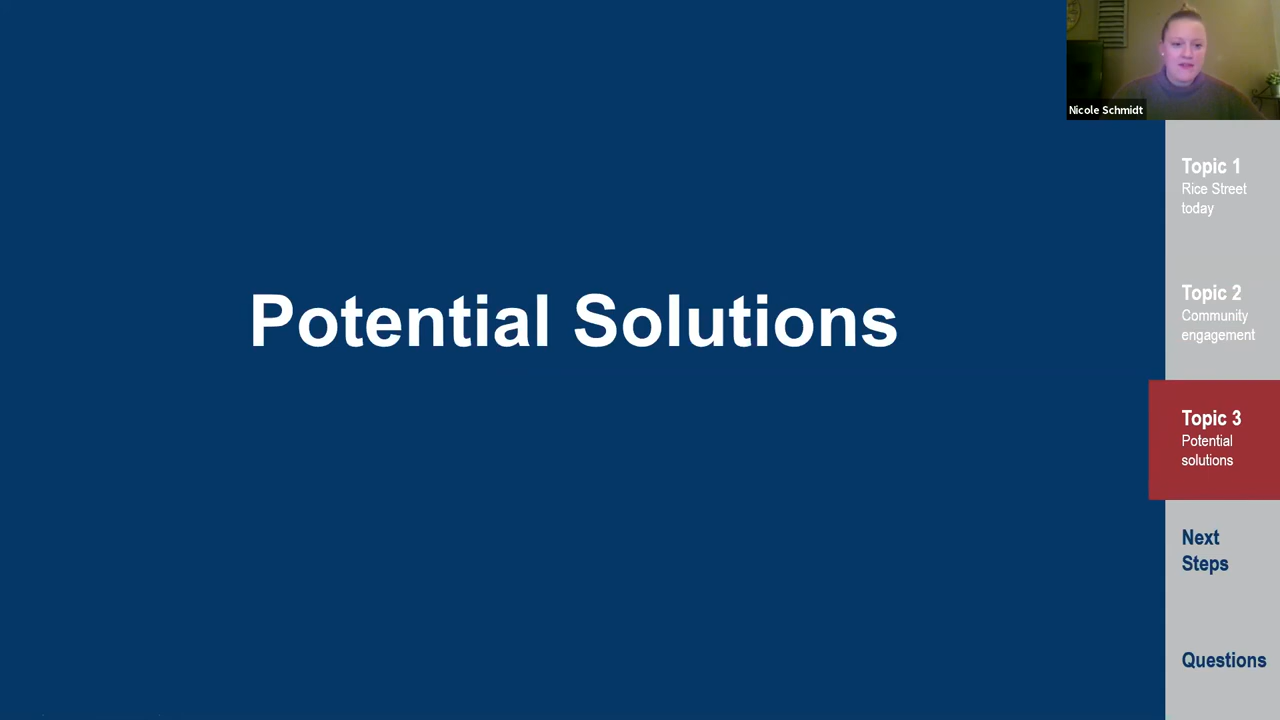 Potential Solutions
Nicole Schmidt
Topic 1
Rice Street
today
Topic 2
Community
engagement
Topic 3
Potential
solutions
Next
Steps
Questions